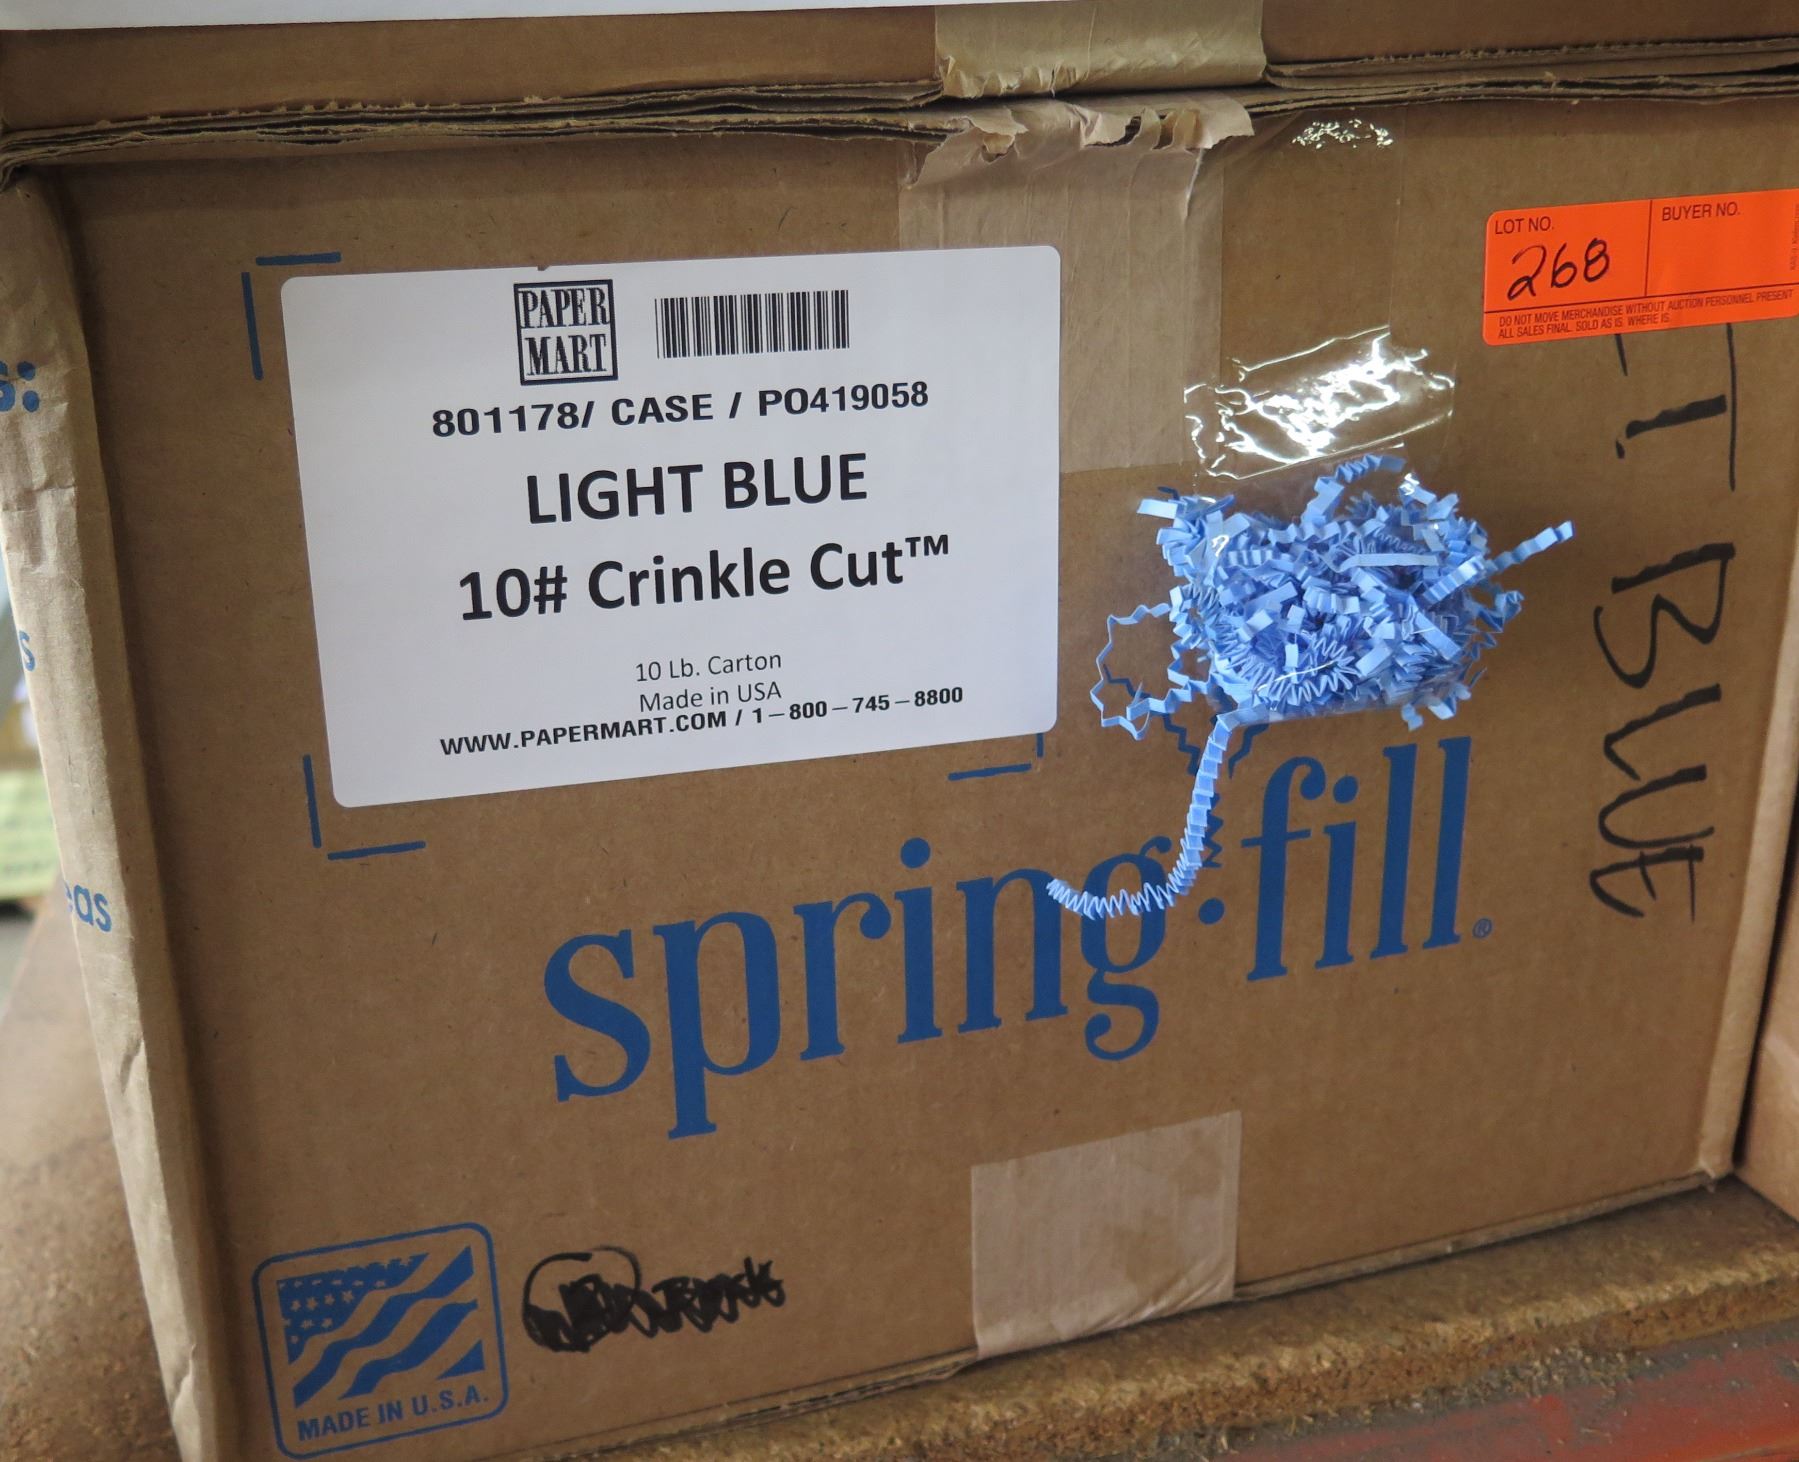 PAPER
MART
801178/ CASE / PO419058
LIGHT BLUE
10# Crinkle Cut™
10 Lb. Carton
Made in USA
WWW.PAPERMART.COM / 1-800-745-8800
LOT NO.
268
BUYER NO.
DO NOT MOVE MERCHANDISE WITHOUT AUCTION PERSONNEL PRESENT
ALL SALES FINAL. SOLD AS IS WHERE IS.
LT BLUE
spring·fill®
MADE IN U.S.A.
s:
s
eas